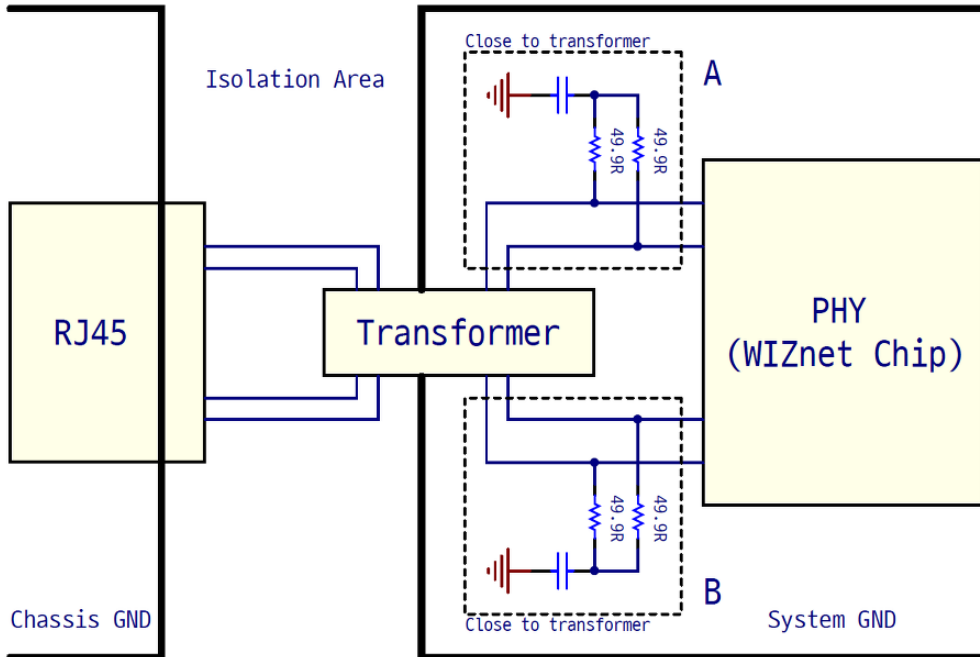 Close to transformer
A
Isolation Area
49.9R
49.9R
RJ45
Transformer
PHY
(WIZnet Chip)
49.9R
49.9R
B
Chassis GND
System GND
Close to transformer